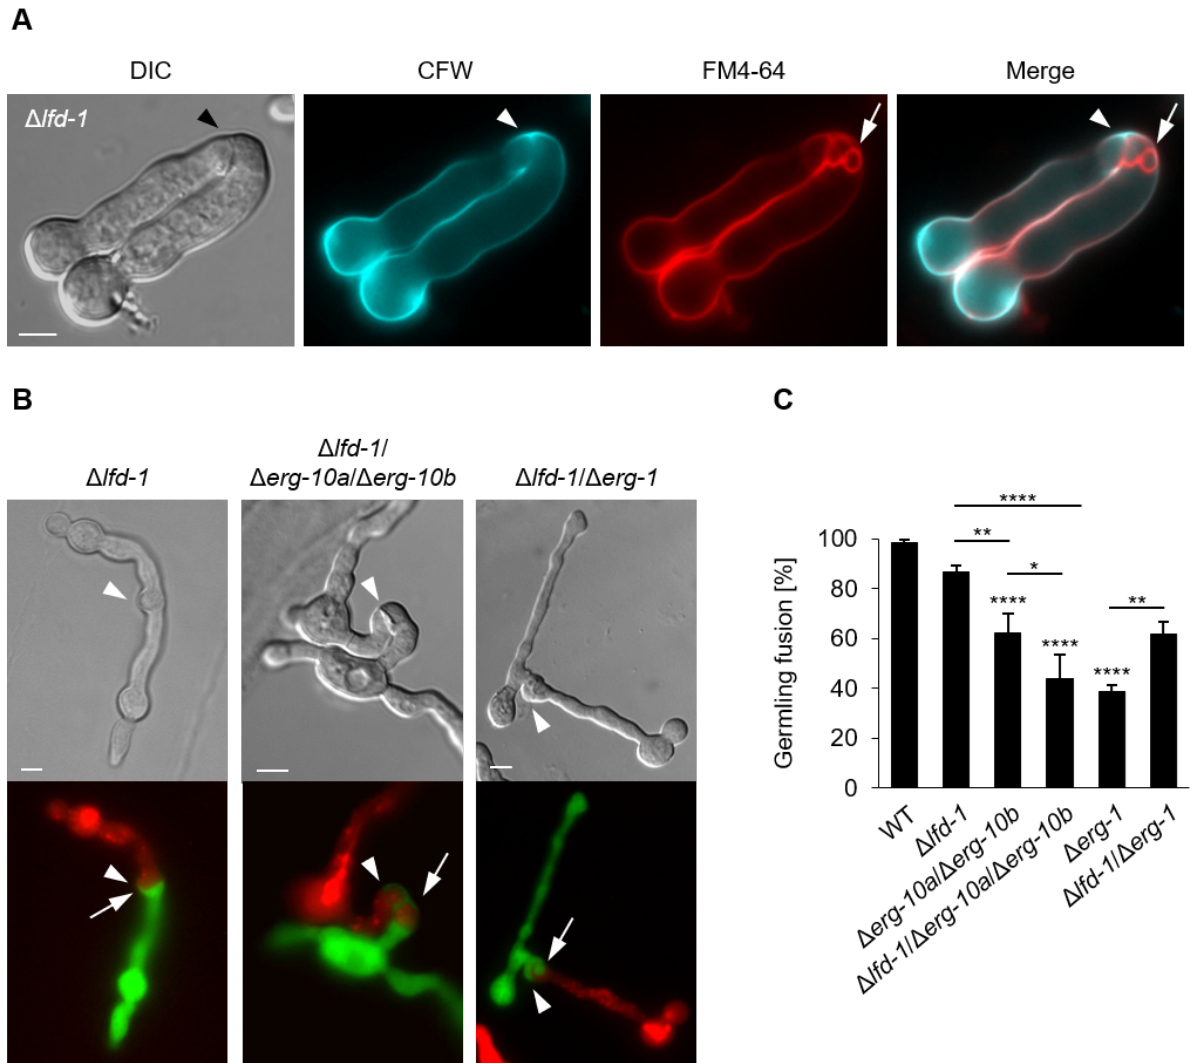 A
DIC
CFW
FM4-64
Merge
Δlfd-1
B
Δlfd-1
Δlfd-1/
Δerg-10a/Δerg-10b
Δlfd-1/Δerg-1
C
****
**
*
**
****
****
****
Germling fusion [%]
100
80
60
40
20
0
WT
Δlfd-1
Δerg-10a/Δerg-10b
Δlfd-1/Δerg-10a/Δerg-10b
Δerg-1
Δlfd-1/Δerg-1